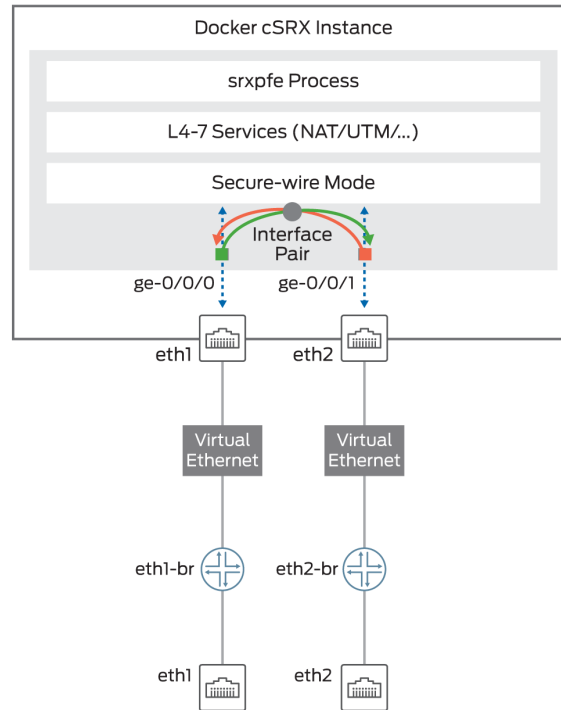 Docker cSRX Instance
srxpfe Process
L4-7 Services (NAT/UTM/...)
Secure-wire Mode
Interface
Pair
ge-0/0/0
ge-0/0/1
eth1
eth2
Virtual
Ethernet
Virtual
Ethernet
eth1-br
eth2-br
eth1
eth2